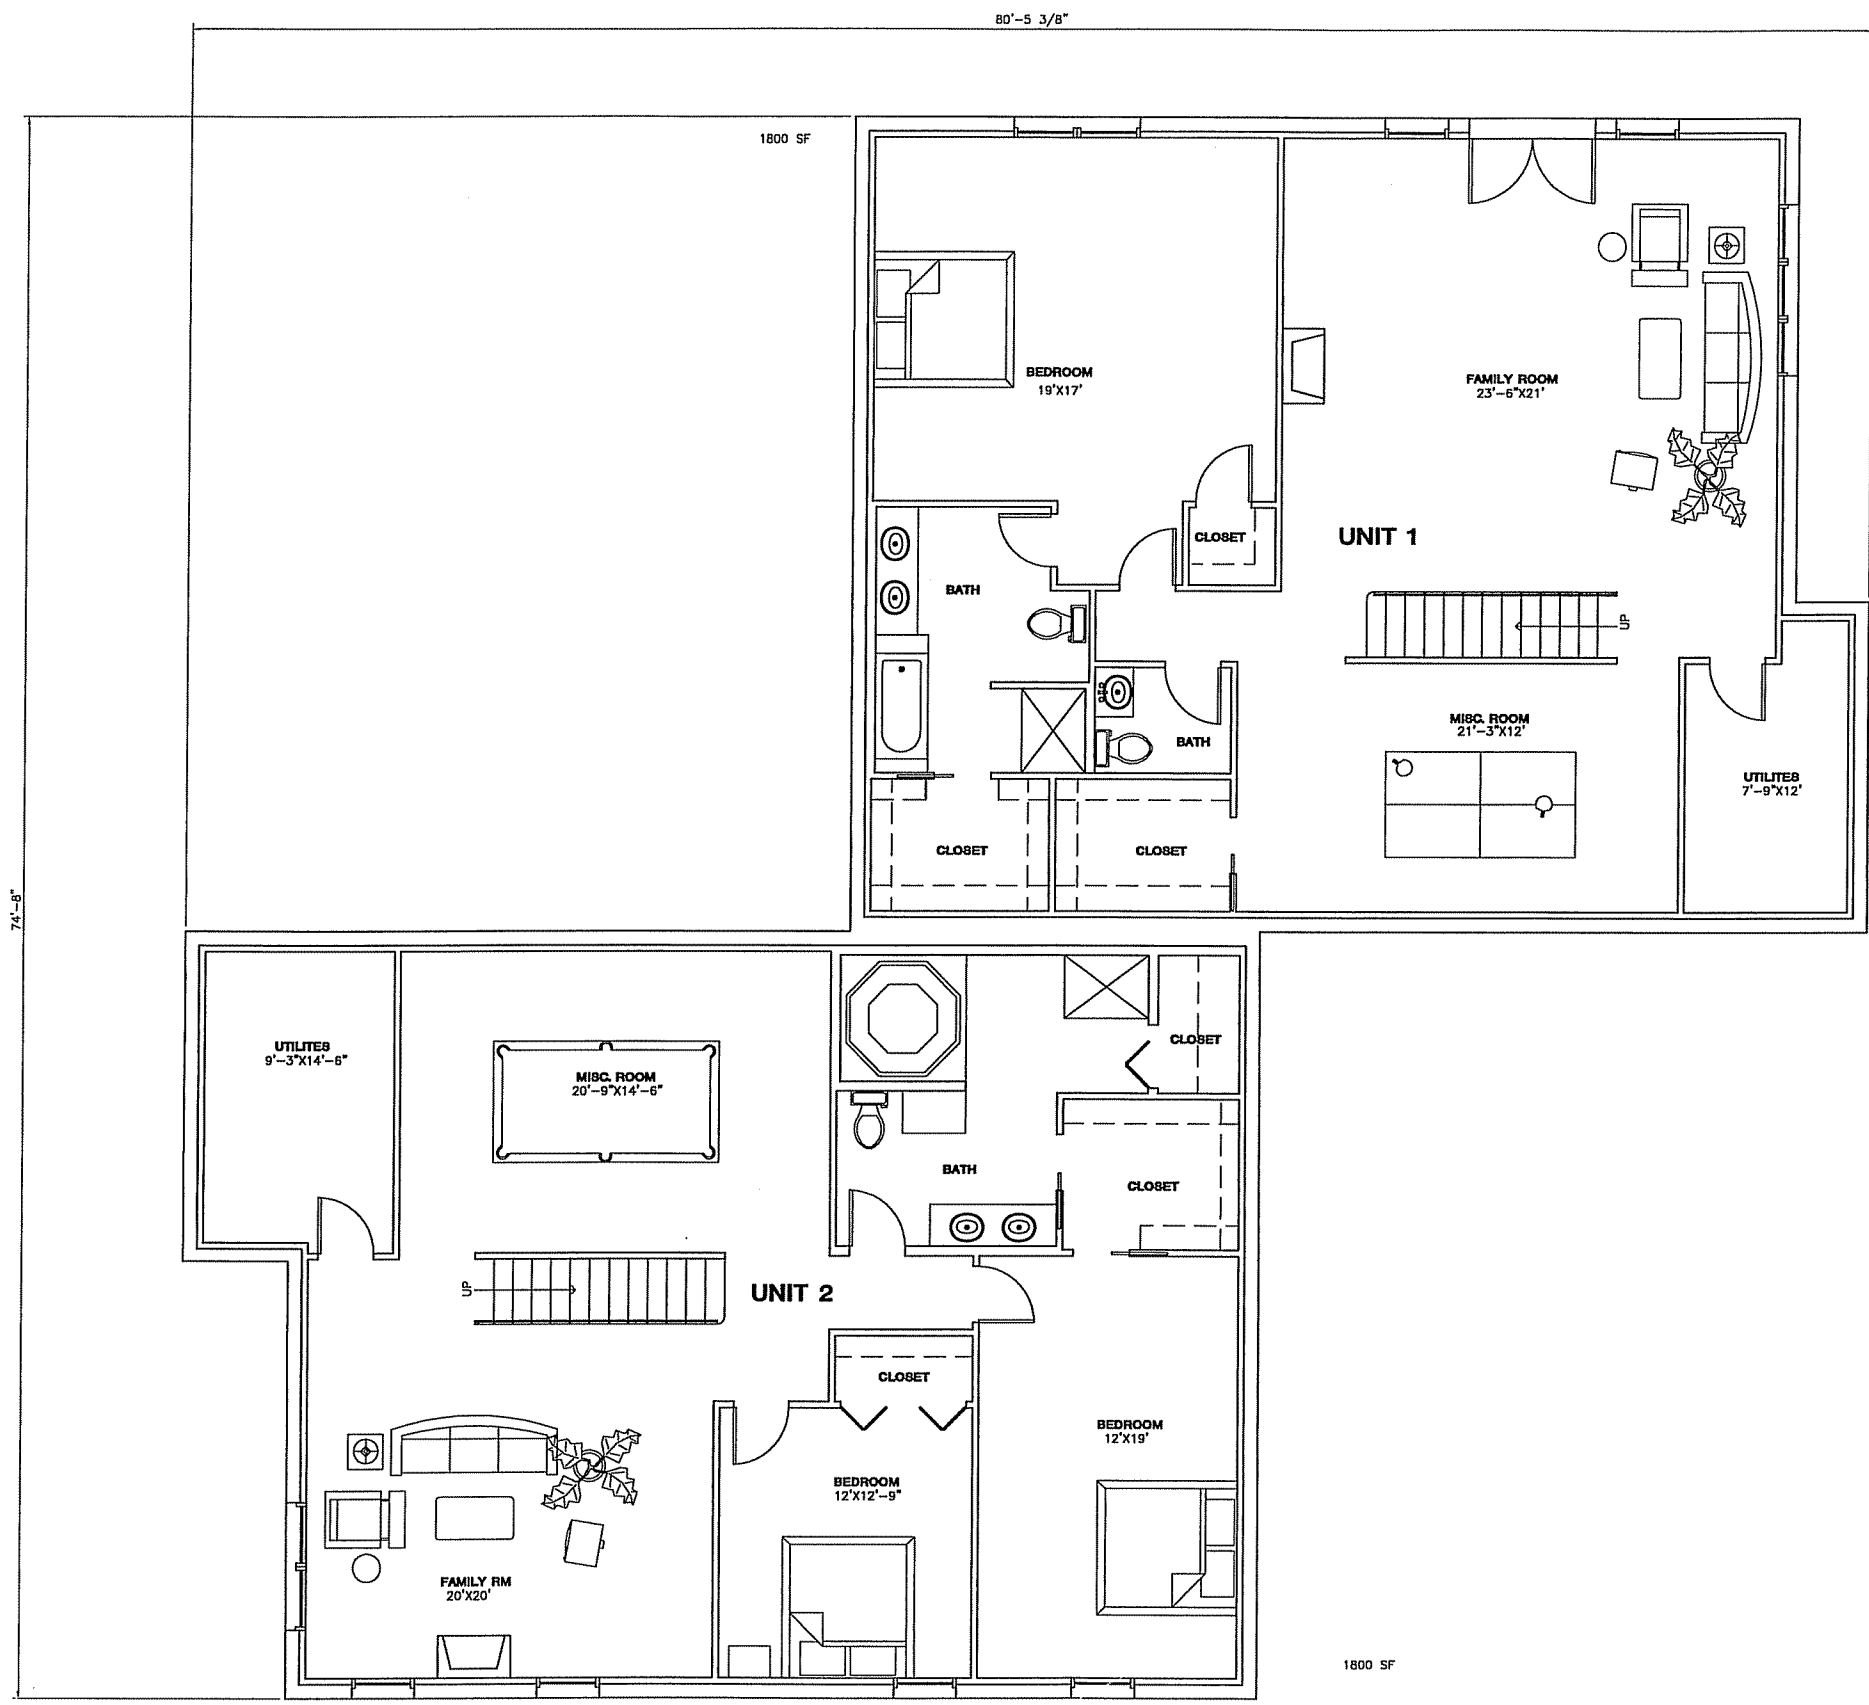 80'-5 3/8"
1800 SF
BEDROOM
19'X17'
FAMILY ROOM
23'-6"X21'
CLOSET
UNIT 1
BATH
UP
MISC. ROOM
21'-3"X12'
BATH
UTILITES
7'-9"X12'
CLOSET
CLOSET
74'-8"
UTILITES
9'-3"X14'-6"
MISC. ROOM
20'-9"X14'-6"
CLOSET
BATH
CLOSET
UP
UNIT 2
CLOSET
BEDROOM
12'X19'
BEDROOM
12'X12'-9"
FAMILY RM
20'X20'
1800 SF